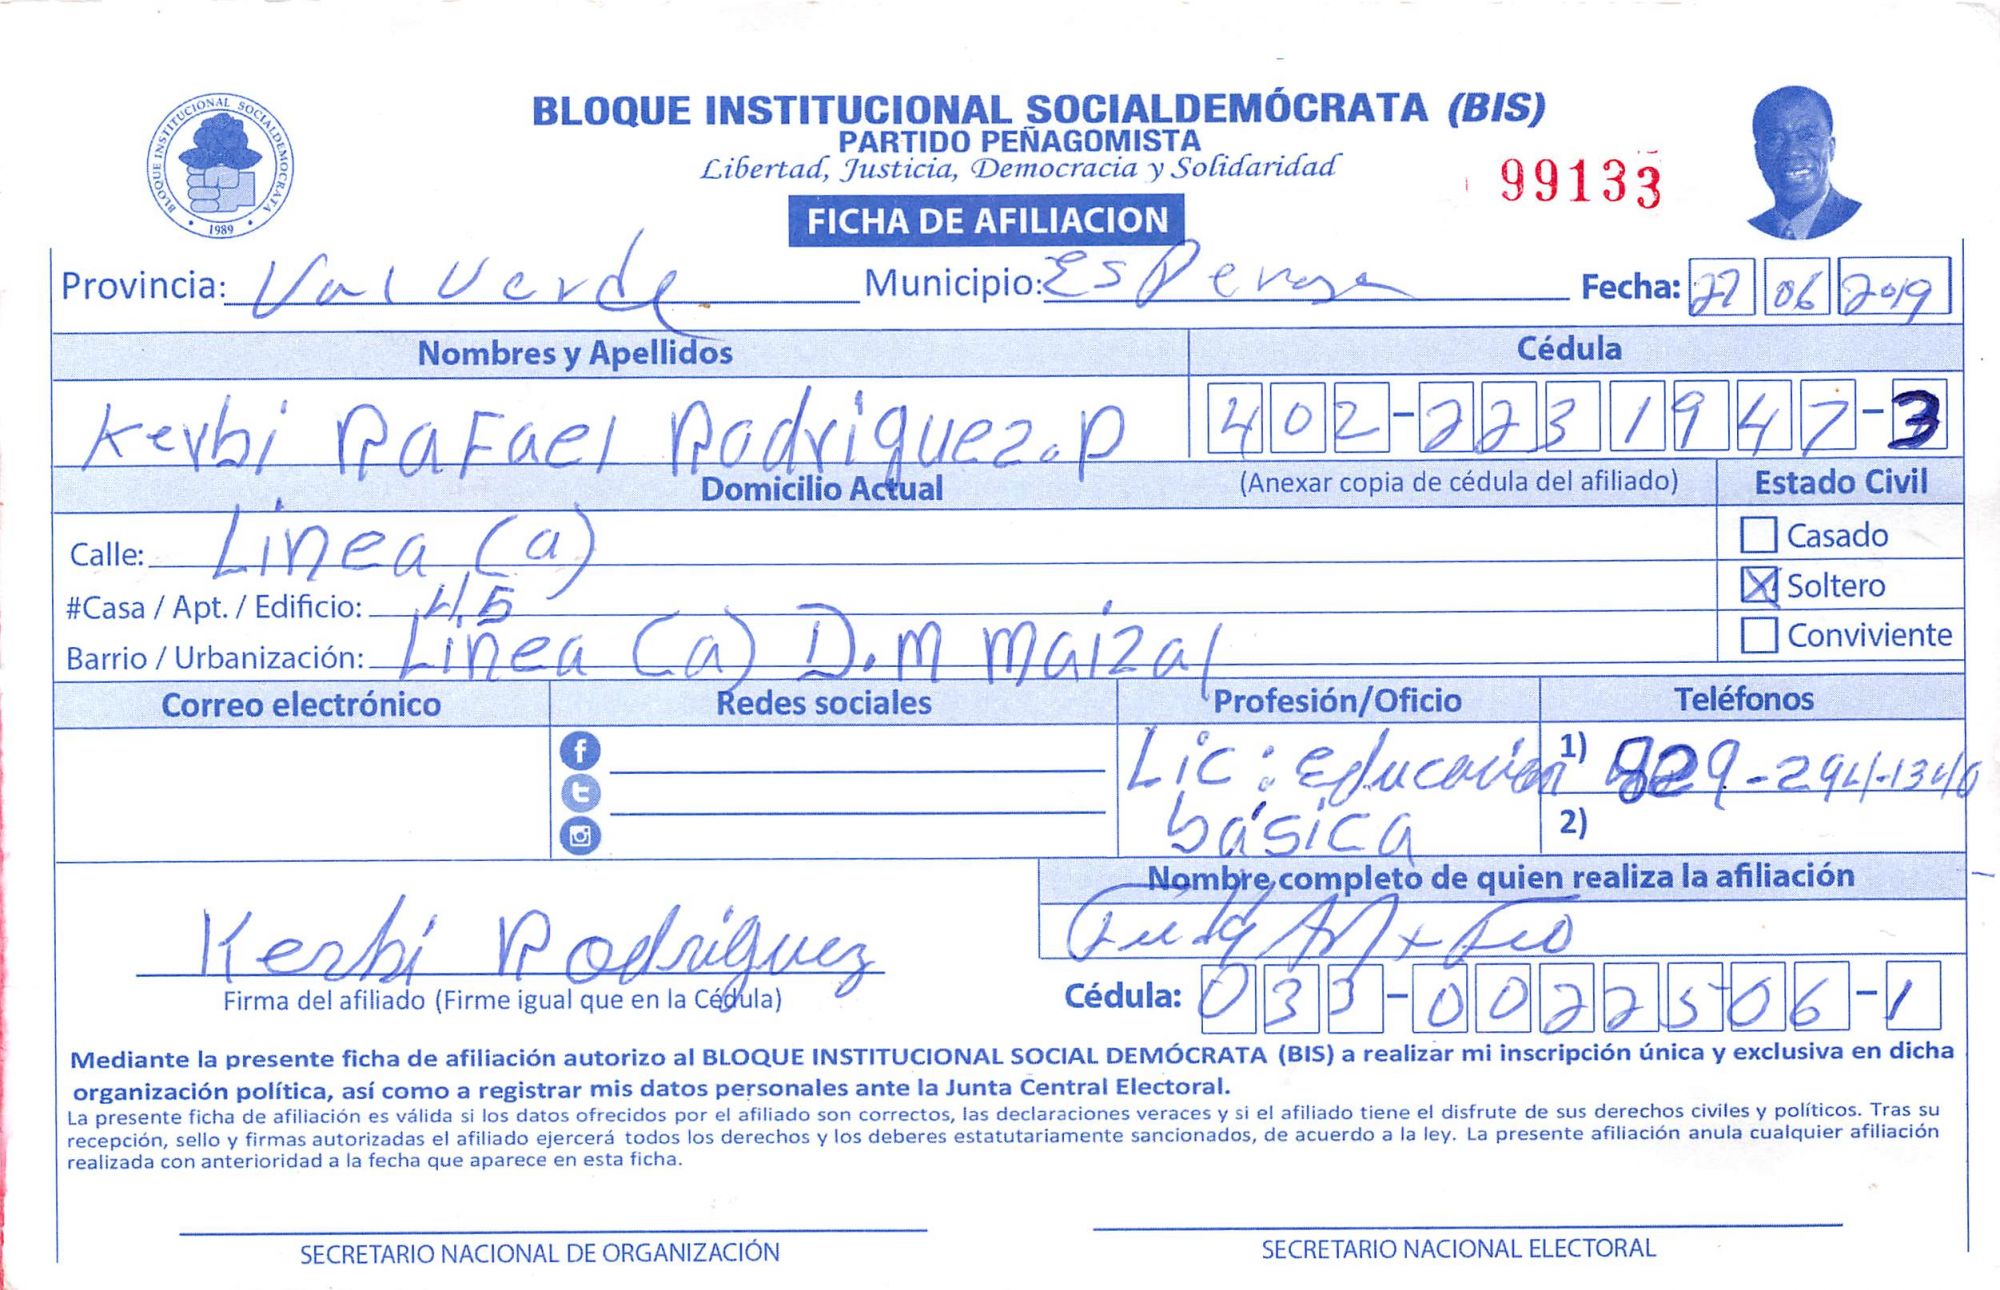 BLOQUE INSTITUCIONAL SOCIALDEMÓCRATA
1989
BLOQUE INSTITUCIONAL SOCIALDEMÓCRATA (BIS)
PARTIDO PEÑAGOMISTA
Libertad, Justicia, Democracia y Solidaridad
99133
FICHA DE AFILIACION
Provincia: Valverde Municipio: Fecha: 27 06 2019
Nombres y Apellidos Cédula
Kerbi Rafael Rodriguez.P 402-2231947-3
Domicilio Actual (Anexar copia de cédula del afiliado) Estado Civil
Calle: Linea (a) Casado
#Casa / Apt. / Edificio: 45 Soltero
Barrio / Urbanización: Linea (a) D.M maizal Conviviente
Correo electrónico Redes sociales Profesión/Oficio Teléfonos
Lic: educación 1) 829-294-1340
básica 2)
Nombre completo de quien realiza la afiliación
Kerbi Rodriguez
Firma del afiliado (Firme igual que en la Cédula) Cédula: 033-0022506-1
Mediante la presente ficha de afiliación autorizo al BLOQUE INSTITUCIONAL SOCIAL DEMÓCRATA (BIS) a realizar mi inscripción única y exclusiva en dicha
organización política, así como a registrar mis datos personales ante la Junta Central Electoral.
La presente ficha de afiliación es válida si los datos ofrecidos por el afiliado son correctos, las declaraciones veraces y si el afiliado tiene el disfrute de sus derechos civiles y políticos. Tras su
recepción, sello y firmas autorizadas el afiliado ejercerá todos los derechos y los deberes estatutariamente sancionados, de acuerdo a la ley. La presente afiliación anula cualquier afiliación
realizada con anterioridad a la fecha que aparece en esta ficha.
SECRETARIO NACIONAL DE ORGANIZACIÓN SECRETARIO NACIONAL ELECTORAL